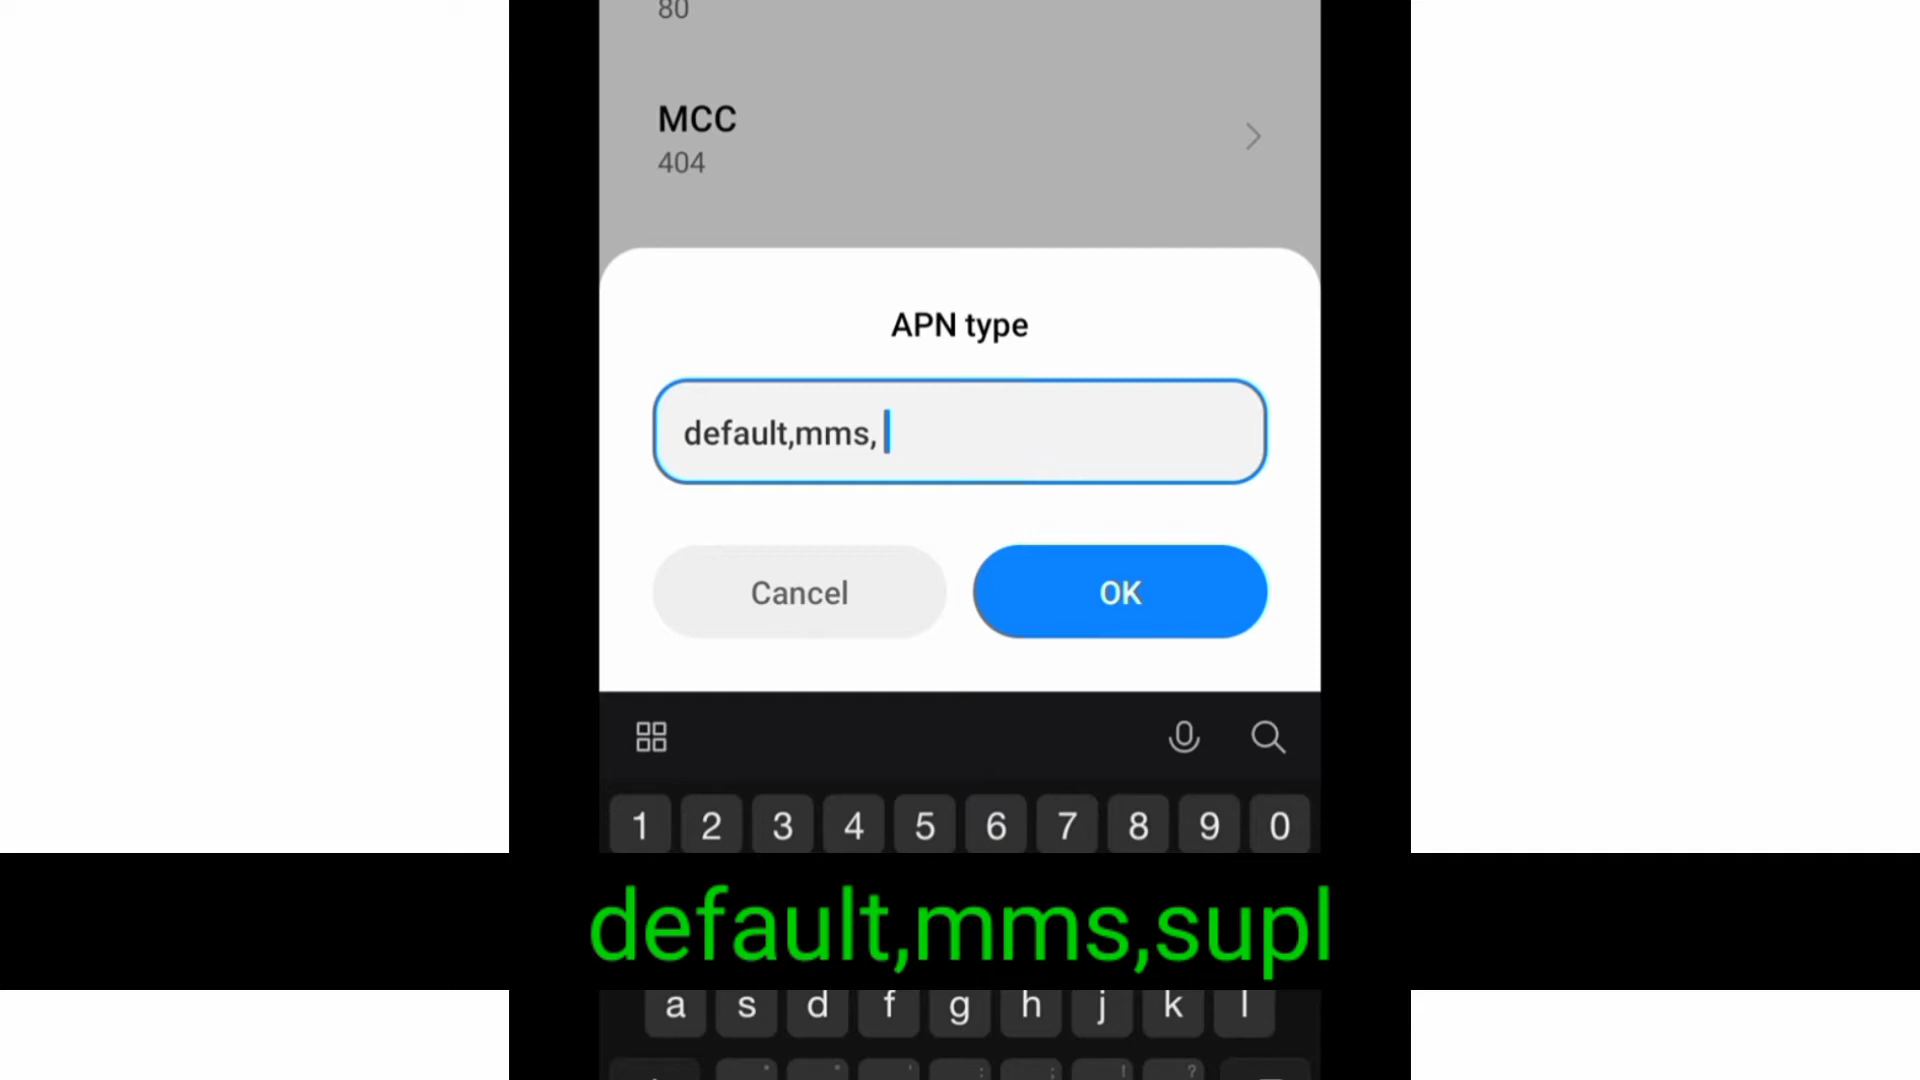 80
MCC
404
APN type
default,mms,
Cancel
OK
1 2 3 4 5 6 7 8 9 0
default,mms,supl
a s d f g h j k l